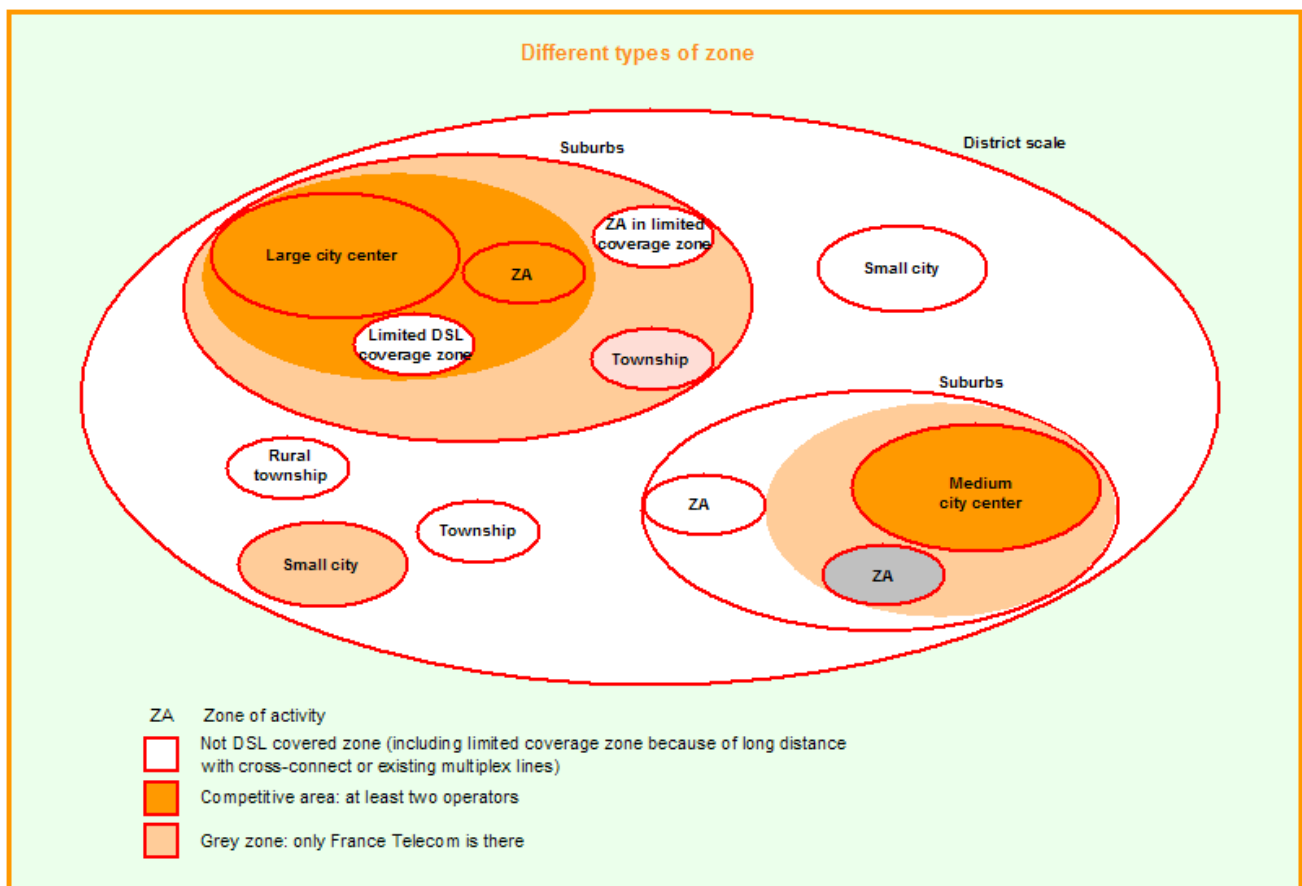 Different types of zone
District scale
Suburbs
ZA in limited
coverage zone
Large city center
ZA
Small city
Limited DSL
coverage zone
Township
Suburbs
Rural
township
Medium
city center
ZA
Township
Small city
ZA
ZA Zone of activity
Not DSL covered zone (including limited coverage zone because of long distance
with cross-connect or existing multiplex lines)
Competitive area: at least two operators
Grey zone: only France Telecom is there